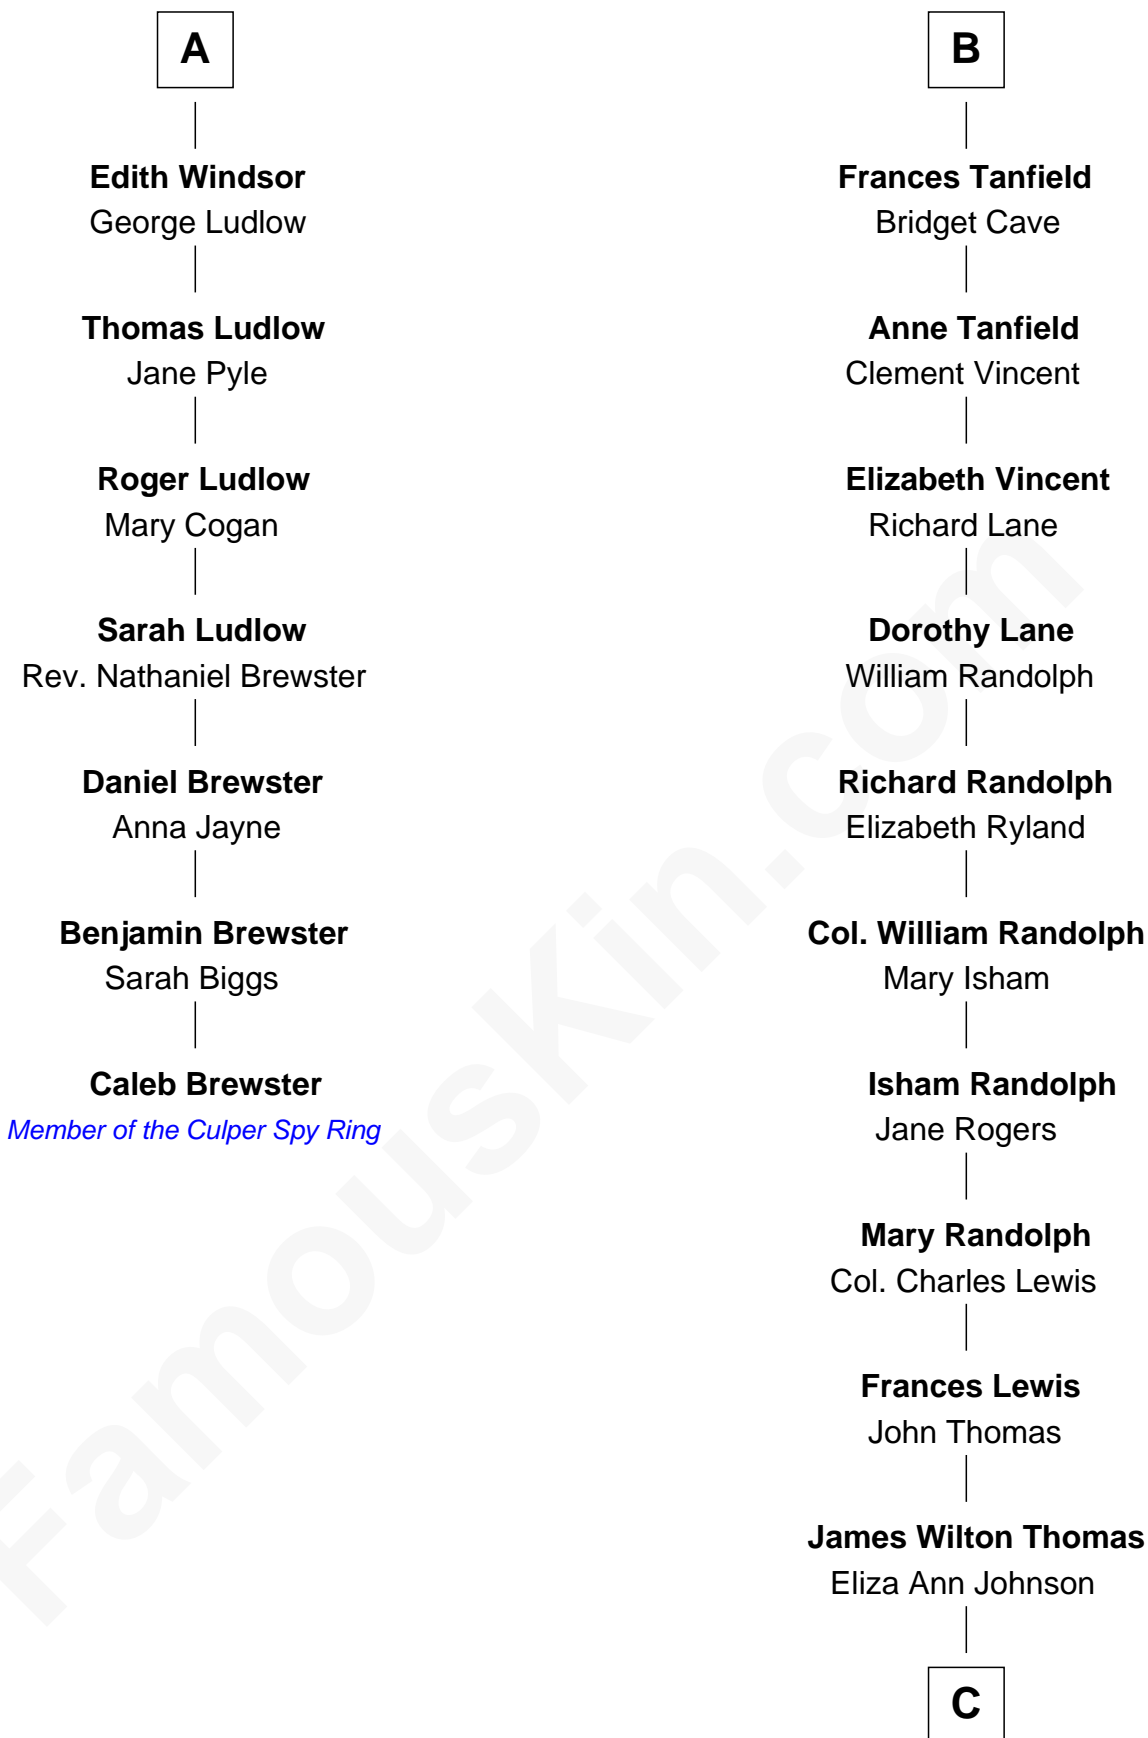 A
Edith Windsor
George Ludlow
Thomas Ludlow
Jane Pyle
Roger Ludlow
Mary Cogan
Sarah Ludlow
Rev. Nathaniel Brewster
Daniel Brewster
Anna Jayne
Benjamin Brewster
Sarah Biggs
Caleb Brewster
Member of the Culper Spy Ring
B
Frances Tanfield
Bridget Cave
Anne Tanfield
Clement Vincent
Elizabeth Vincent
Richard Lane
Dorothy Lane
William Randolph
Richard Randolph
Elizabeth Ryland
Col. William Randolph
Mary Isham
Isham Randolph
Jane Rogers
Mary Randolph
Col. Charles Lewis
Frances Lewis
John Thomas
James Wilton Thomas
Eliza Ann Johnson
C
FamousKin.com